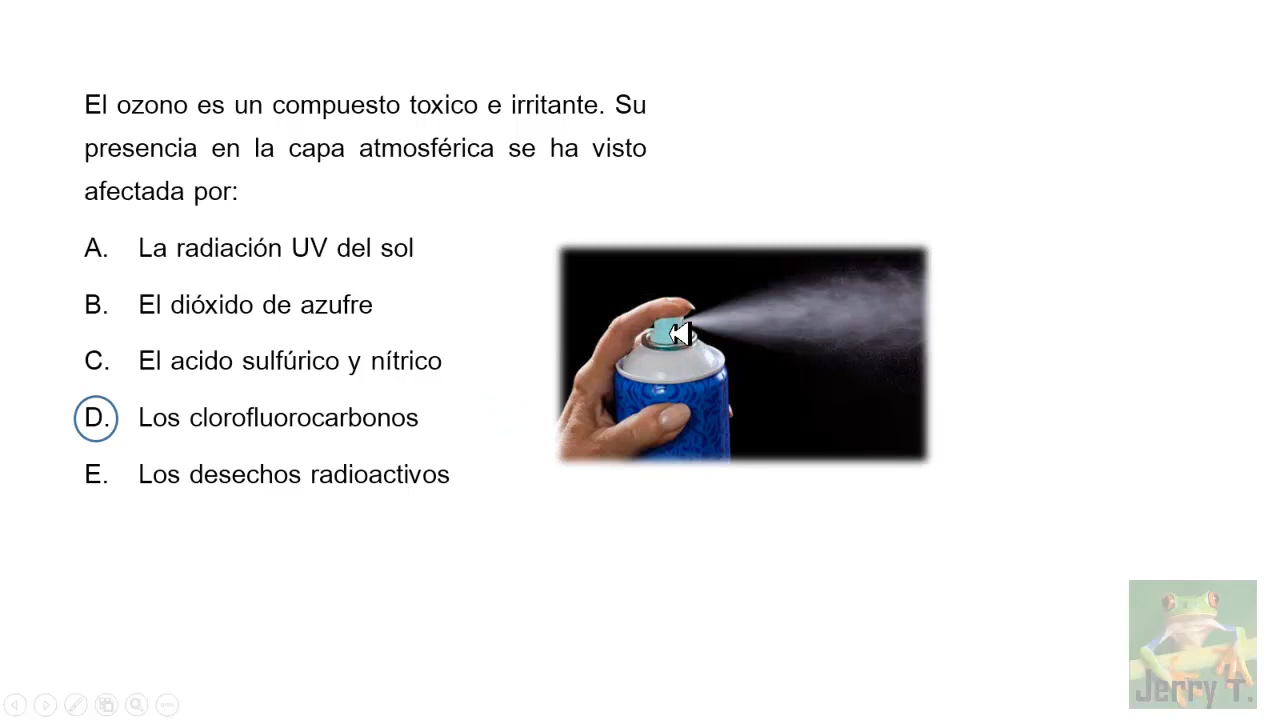 El ozono es un compuesto toxico e irritante. Su
presencia en la capa atmosférica se ha visto
afectada por:
A. La radiación UV del sol
B. El dióxido de azufre
C. El acido sulfúrico y nítrico
D. Los clorofluorocarbonos
E. Los desechos radioactivos
Jerry T.